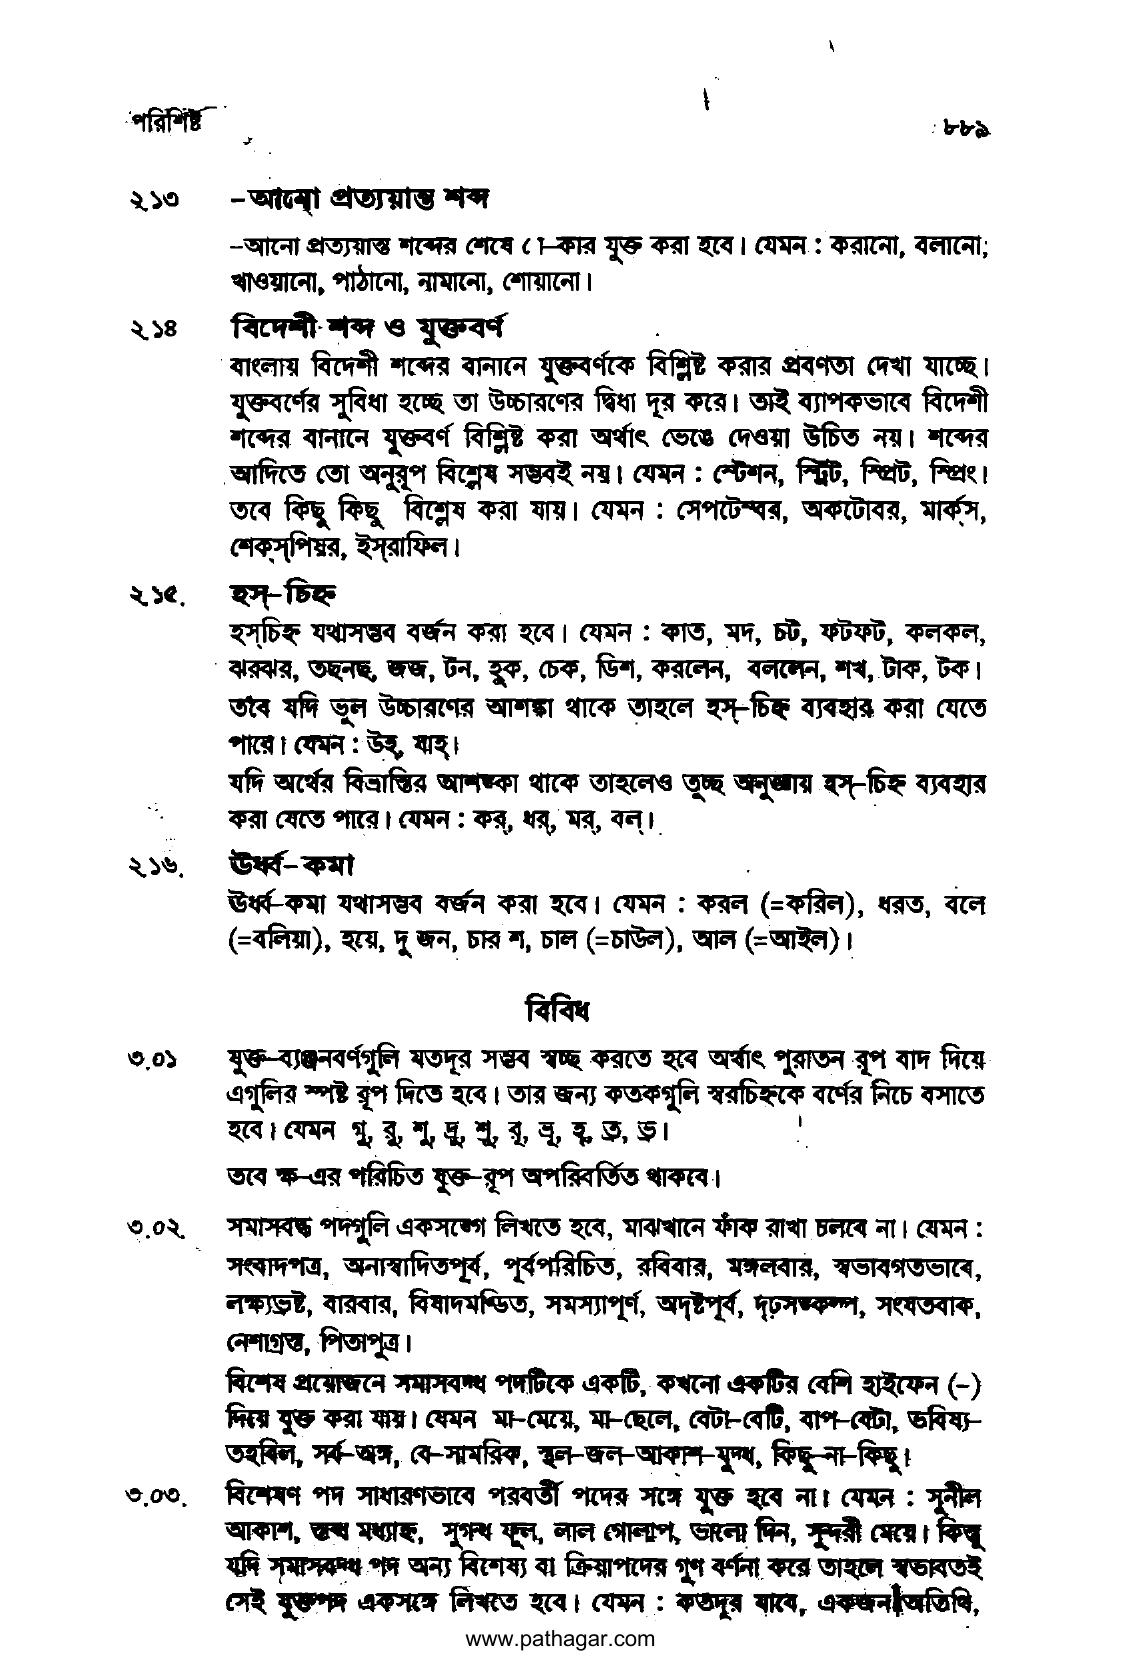 পরিশিষ্ট
৮৮৯
২.১৩ -আনো প্রত্যয়ান্ত শব্দ
-আনো প্রত্যয়ান্ত শব্দের শেষে ো-কার যুক্ত করা হবে। যেমন : করানো, বলানো,
খাওয়ানো, পাঠানো, নামানো, শোয়ানো।
২.১৪ বিদেশী শব্দ ও যুক্তবর্ণ
বাংলায় বিদেশী শব্দের বানানে যুক্তবর্ণকে বিশ্লিষ্ট করার প্রবণতা দেখা যাচ্ছে।
যুক্তবর্ণের সুবিধা হচ্ছে তা উচ্চারণের দ্বিধা দূর করে। তাই ব্যাপকভাবে বিদেশী
শব্দের বানানে যুক্তবর্ণ বিশ্লিষ্ট করা অর্থাৎ ভেঙে দেওয়া উচিত নয়। শব্দের
আদিতে তো অনুরূপ বিশ্লেষ সম্ভবই নয়। যেমন : স্টেশন, স্ট্রিট, স্প্রিট, স্প্রিং।
তবে কিছু কিছু বিশ্লেষ করা যায়। যেমন : সেপটেম্বর, অকটোবর, মার্ক্‌স,
শেক্‌স্‌পিয়র, ইস্‌রাফিল।
২.১৫. হস্‌-চিহ্ন
হস্‌চিহ্ন যথাসম্ভব বর্জন করা হবে। যেমন : কাত, মদ, চট, ফটফট, কলকল,
ঝরঝর, তছনছ, জজ, টন, হুক, চেক, ডিশ, করলেন, বললেন, শখ, টাক, টক।
তবে যদি ভুল উচ্চারণের আশঙ্কা থাকে তাহলে হস্‌-চিহ্ন ব্যবহার করা যেতে
পারে। যেমন : উহ্‌, যাহ্‌।
যদি অর্থের বিভ্রান্তির আশঙ্কা থাকে তাহলেও তুচ্ছ অনুজ্ঞায় হস্‌-চিহ্ন ব্যবহার
করা যেতে পারে। যেমন : কর্‌, ধর্‌, মর্‌, বল্‌।
২.১৬. ঊর্ধ্ব-কমা
ঊর্ধ্ব-কমা যথাসম্ভব বর্জন করা হবে। যেমন : করল (=করিল), ধরত, বলে
(=বলিয়া), হয়ে, দু জন, চার শ, চাল (=চাউল), আল (=আইল)।
বিবিধ
৩.০১ যুক্ত-ব্যঞ্জনবর্ণগুলি যতদূর সম্ভব স্বচ্ছ করতে হবে অর্থাৎ পুরাতন রূপ বাদ দিয়ে
এগুলির স্পষ্ট রূপ দিতে হবে। তার জন্য কতকগুলি স্বরচিহ্নকে বর্ণের নিচে বসাতে
হবে। যেমন গু, রু, শু, দ্রু, শ্রু, রূ, ভ্রূ, হৃ, ত্র, ভ্র।
তবে ক্ষ-এর পরিচিত যুক্ত-রূপ অপরিবর্তিত থাকবে।
৩.০২. সমাসবদ্ধ পদগুলি একসঙ্গে লিখতে হবে, মাঝখানে ফাঁক রাখা চলবে না। যেমন :
সংবাদপত্র, অনাস্বাদিতপূর্ব, পূর্বপরিচিত, রবিবার, মঙ্গলবার, স্বভাবগতভাবে,
লক্ষ্যভ্রষ্ট, বারবার, বিষাদমণ্ডিত, সমস্যাপূর্ণ, অদৃষ্টপূর্ব, দৃঢ়সঙ্কল্প, সংযতবাক,
নেশাগ্রস্ত, পিতাপুত্র।
বিশেষ প্রয়োজনে সমাসবদ্ধ পদটিকে একটি, কখনো একটির বেশি হাইফেন (-)
দিয়ে যুক্ত করা যায়। যেমন মা-মেয়ে, মা-ছেলে, বেটা-বেটি, বাপ-বেটা, ভবিষ্য-
তহবিল, সর্ব-অঙ্গ, বে-সামরিক, স্থল-জল-আকাশ-যুদ্ধ, কিছু-না-কিছু।
৩.০৩. বিশেষণ পদ সাধারণভাবে পরবর্তী পদের সঙ্গে যুক্ত হবে না। যেমন : সুনীল
আকাশ, স্তব্ধ মধ্যাহ্ন, সুগন্ধ ফুল, লাল গোলাপ, ভালো দিন, সুন্দরী মেয়ে। কিন্তু
যদি সমাসবদ্ধ পদ অন্য বিশেষ্য বা ক্রিয়াপদের গুণ বর্ণনা করে তাহলে স্বভাবতই
সেই যুক্তপদ একসঙ্গে লিখতে হবে। যেমন : কতদূর যাবে, একজন অতিথি,
www.pathagar.com